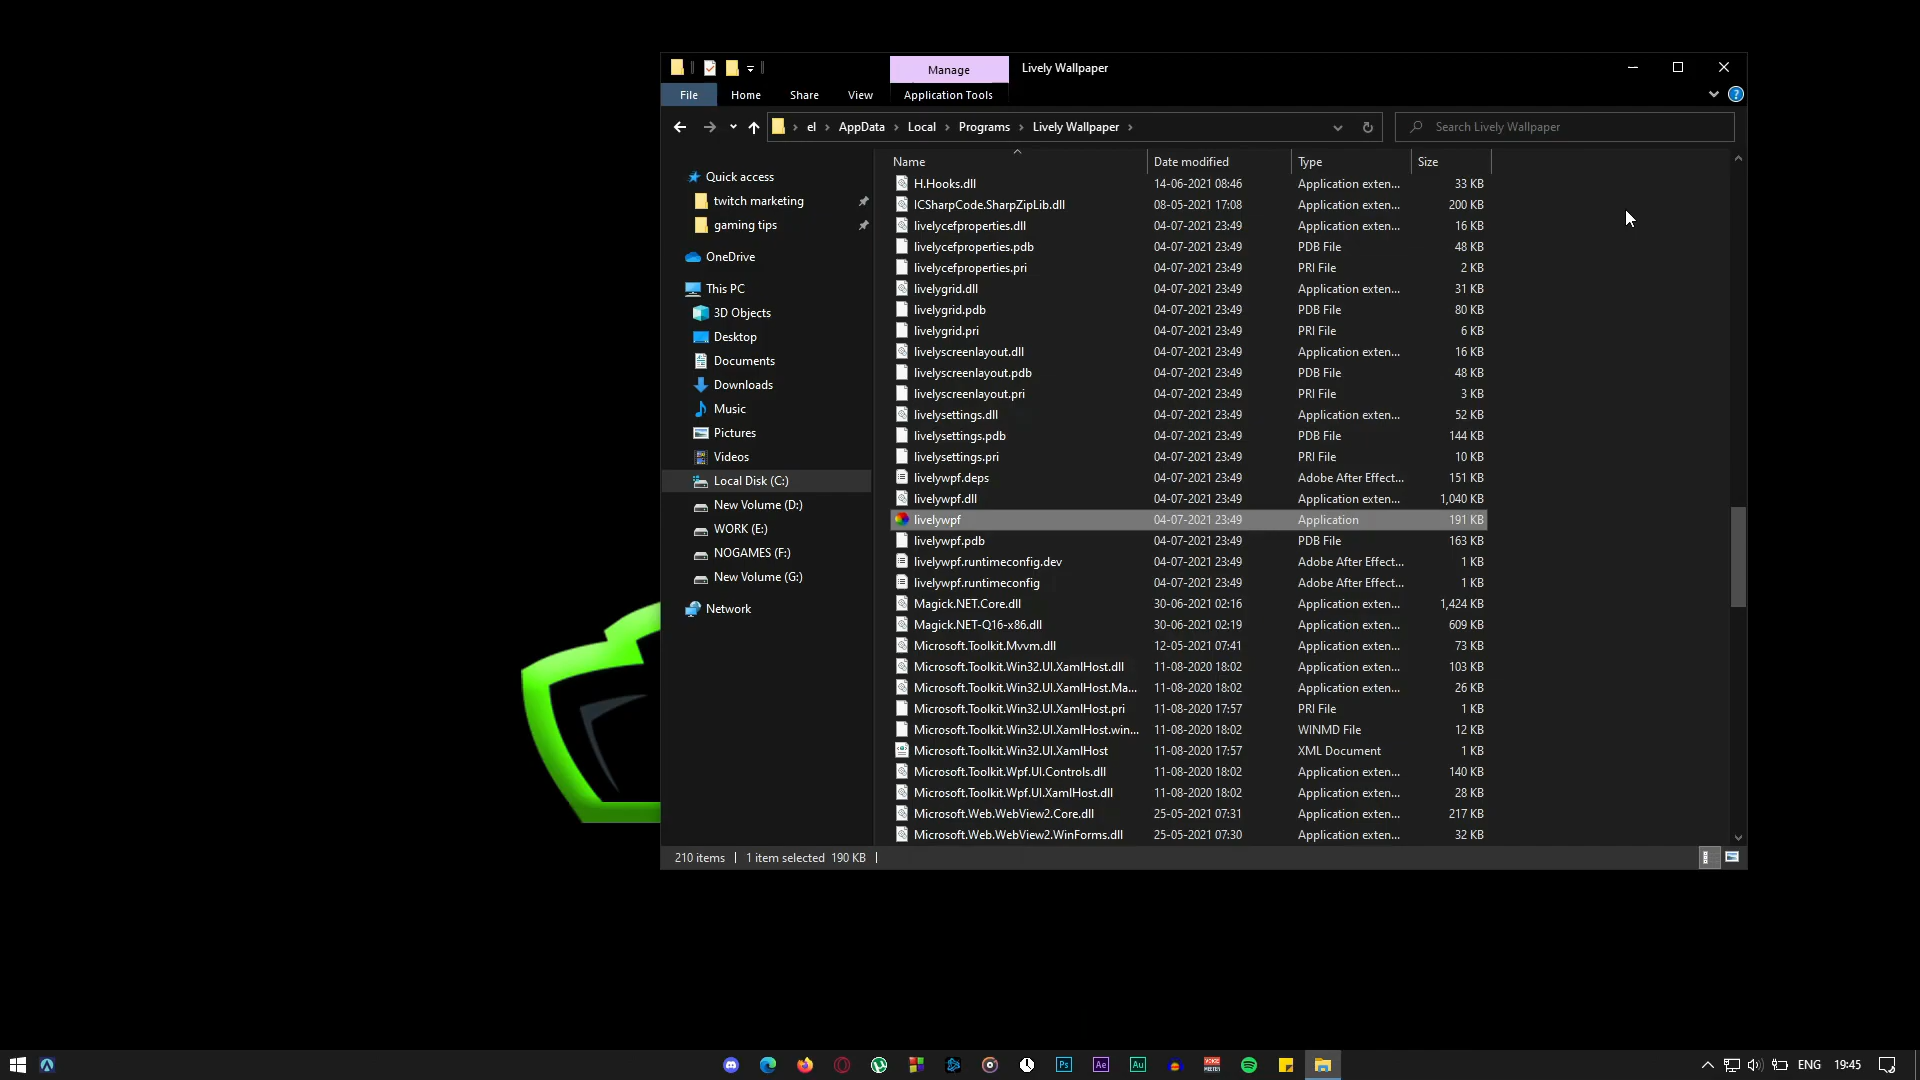 Manage
Lively Wallpaper
File
Home
Share
View
Application Tools
el
AppData
Local
Programs
Lively Wallpaper
Search Lively Wallpaper
Name
Date modified
Type
Size
Quick access
twitch marketing
gaming tips
OneDrive
This PC
3D Objects
Desktop
Documents
Downloads
Music
Pictures
Videos
Local Disk (C:)
New Volume (D:)
WORK (E:)
NOGAMES (F:)
New Volume (G:)
Network
H.Hooks.dll 14-06-2021 08:46 Application exten... 33 KB
ICSharpCode.SharpZipLib.dll 08-05-2021 17:08 Application exten... 200 KB
livelycefproperties.dll 04-07-2021 23:49 Application exten... 16 KB
livelycefproperties.pdb 04-07-2021 23:49 PDB File 48 KB
livelycefproperties.pri 04-07-2021 23:49 PRI File 2 KB
livelygrid.dll 04-07-2021 23:49 Application exten... 31 KB
livelygrid.pdb 04-07-2021 23:49 PDB File 80 KB
livelygrid.pri 04-07-2021 23:49 PRI File 6 KB
livelyscreenlayout.dll 04-07-2021 23:49 Application exten... 16 KB
livelyscreenlayout.pdb 04-07-2021 23:49 PDB File 48 KB
livelyscreenlayout.pri 04-07-2021 23:49 PRI File 3 KB
livelysettings.dll 04-07-2021 23:49 Application exten... 52 KB
livelysettings.pdb 04-07-2021 23:49 PDB File 144 KB
livelysettings.pri 04-07-2021 23:49 PRI File 10 KB
livelywpf.deps 04-07-2021 23:49 Adobe After Effect... 151 KB
livelywpf.dll 04-07-2021 23:49 Application exten... 1,040 KB
livelywpf 04-07-2021 23:49 Application 191 KB
livelywpf.pdb 04-07-2021 23:49 PDB File 163 KB
livelywpf.runtimeconfig.dev 04-07-2021 23:49 Adobe After Effect... 1 KB
livelywpf.runtimeconfig 04-07-2021 23:49 Adobe After Effect... 1 KB
Magick.NET.Core.dll 30-06-2021 02:16 Application exten... 1,424 KB
Magick.NET-Q16-x86.dll 30-06-2021 02:19 Application exten... 609 KB
Microsoft.Toolkit.Mvvm.dll 12-05-2021 07:41 Application exten... 73 KB
Microsoft.Toolkit.Win32.UI.XamlHost.dll 11-08-2020 18:02 Application exten... 103 KB
Microsoft.Toolkit.Win32.UI.XamlHost.Ma... 11-08-2020 18:02 Application exten... 26 KB
Microsoft.Toolkit.Win32.UI.XamlHost.pri 11-08-2020 17:57 PRI File 1 KB
Microsoft.Toolkit.Win32.UI.XamlHost.win... 11-08-2020 18:02 WINMD File 12 KB
Microsoft.Toolkit.Win32.UI.XamlHost 11-08-2020 17:57 XML Document 1 KB
Microsoft.Toolkit.Wpf.UI.Controls.dll 11-08-2020 18:02 Application exten... 140 KB
Microsoft.Toolkit.Wpf.UI.XamlHost.dll 11-08-2020 18:02 Application exten... 28 KB
Microsoft.Web.WebView2.Core.dll 25-05-2021 07:31 Application exten... 217 KB
Microsoft.Web.WebView2.WinForms.dll 25-05-2021 07:30 Application exten... 32 KB
210 items
1 item selected 190 KB
Ps
Ae
Au
ENG
19:45